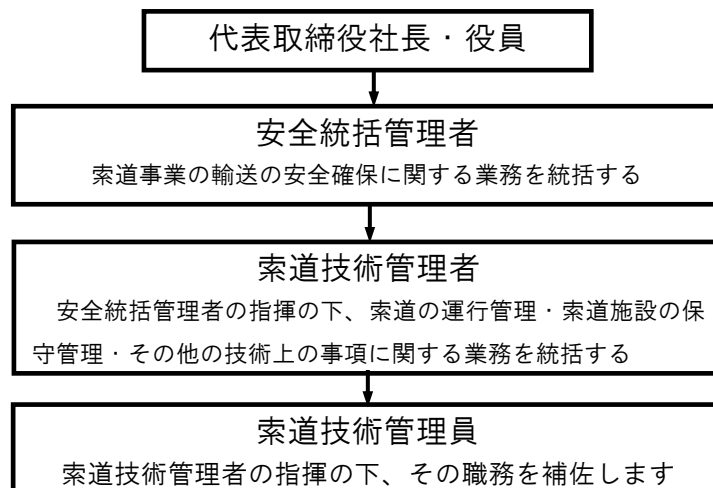 代表取締役社長・役員
安全統括管理者
索道事業の輸送の安全確保に関する業務を統括する
索道技術管理者
安全統括管理者の指揮の下、索道の運行管理・索道施設の保
守管理・その他の技術上の事項に関する業務を統括する
索道技術管理員
索道技術管理者の指揮の下、その職務を補佐します